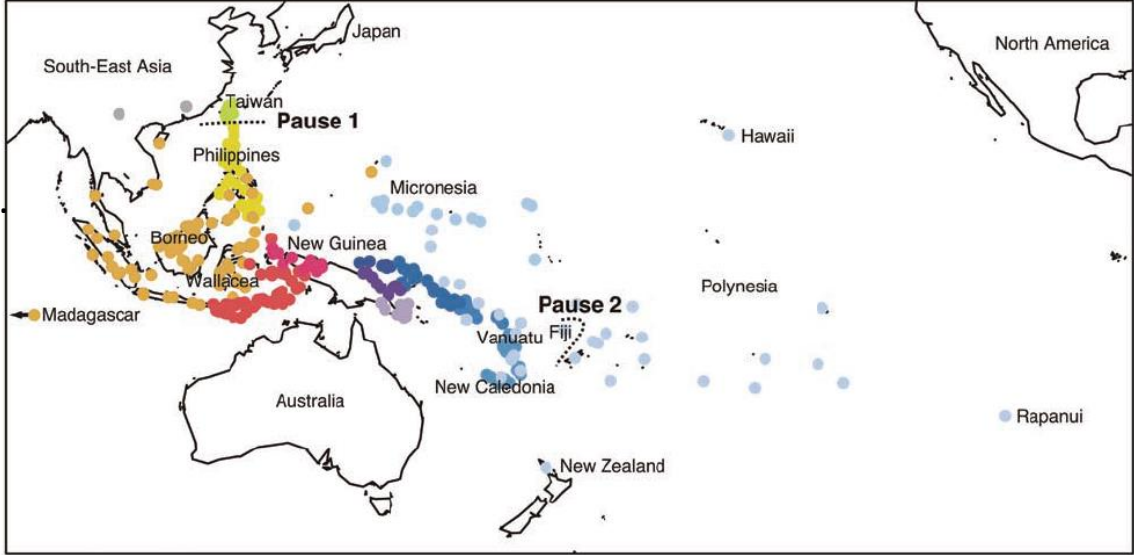 Japan
North America
South-East Asia
Taiwan
Pause 1
Hawaii
Philippines
Micronesia
Borneo
New Guinea
Wallacea
Polynesia
Madagascar
Pause 2
Vanuatu
Fiji
New Caledonia
Australia
Rapanui
New Zealand